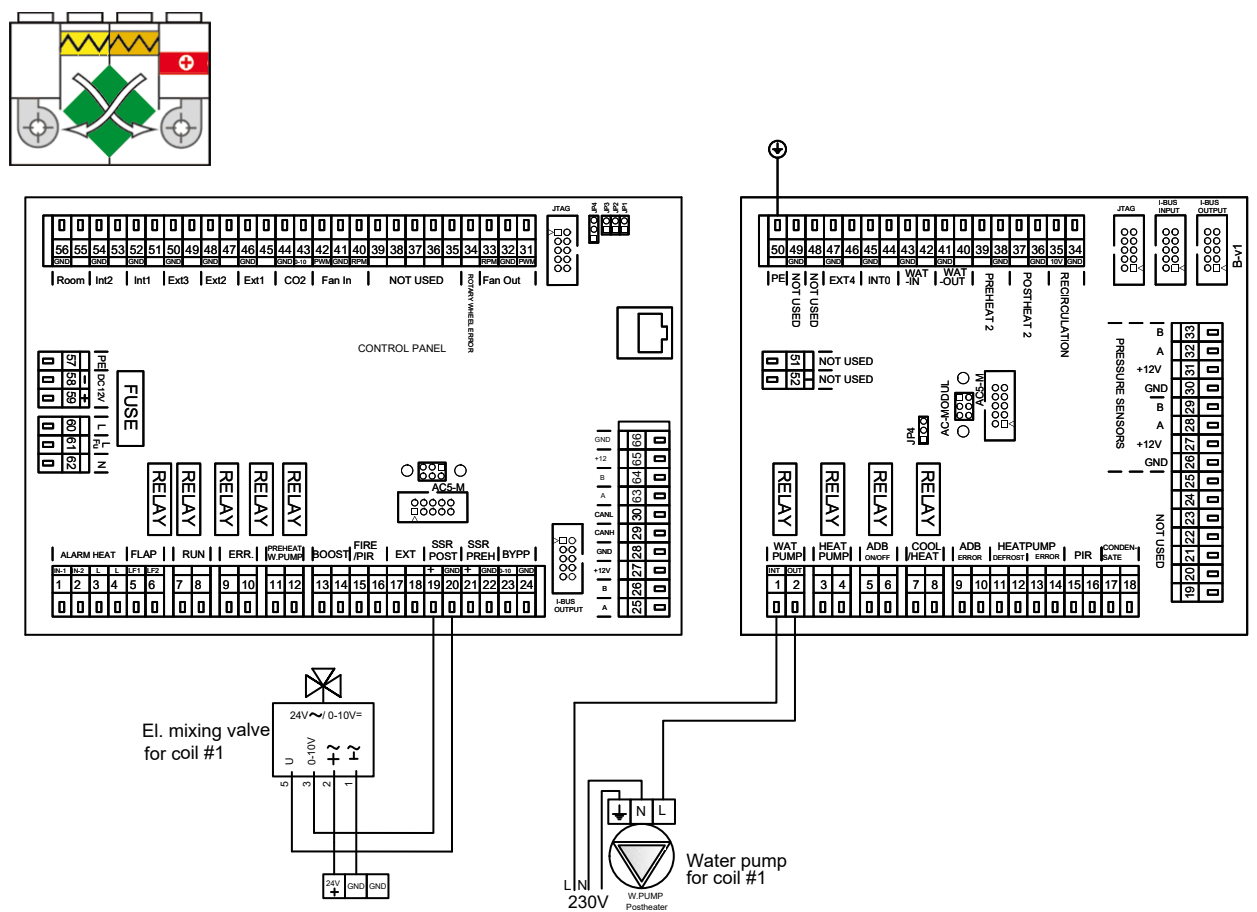 JTAG
JP4
JP3
JP2
JP1
56 55 54 53 52 51 50 49 48 47 46 45 44 43 42 41 40 39 38 37 36 35 34 33 32 31
GND GND GND GND GND GND GND 0-10 PWM GND RPM RPM GND PWM
Room Int2 Int1 Ext3 Ext2 Ext1 CO2 Fan In NOT USED ROTARY WHEEL ERROR Fan Out
CONTROL PANEL
57 PE
58 - DC12V
59 +
60 L
61 Fu L
62 N
FUSE
RELAY RELAY RELAY RELAY RELAY
AC5-M
GND 66
+12 65
B 64
A 63
CANL 30
CANH 29
GND 28
+12V 27
B 26
A 25
I-BUS
OUTPUT
ALARM HEAT FLAP RUN ERR. PREHEAT W.PUMP BOOST FIRE /PIR EXT SSR POST SSR PREH BYPP
IN-1 IN-2 L L LF1 LF2 + GND + GND 0-10 GND
1 2 3 4 5 6 7 8 9 10 11 12 13 14 15 16 17 18 19 20 21 22 23 24
JTAG
I-BUS
INPUT
I-BUS
OUTPUT
B-v1
50 49 48 47 46 45 44 43 42 41 40 39 38 37 36 35 34
GND GND GND GND GND GND GND 10V GND
PE NOT USED NOT USED EXT4 INT0 WAT -IN WAT -OUT PREHEAT 2 POSTHEAT 2 RECIRCULATION
51 NOT USED
52 NOT USED
AC-MODUL
AC5-M
JP4
PRESSURE SENSORS
B 33
A 32
+12V 31
GND 30
B 29
A 28
+12V 27
GND 26
25
24
23
22
21
20
19
NOT USED
RELAY RELAY RELAY RELAY
WAT PUMP HEAT PUMP ADB ON/OFF COOL /HEAT ADB ERROR HEATPUMP DEFROST ERROR PIR CONDEN- SATE
INT OUT
1 2 3 4 5 6 7 8 9 10 11 12 13 14 15 16 17 18
24V~/ 0-10V=
U 0-10V ~ + ~
5 3 2 1
El. mixing valve
for coil #1
24V + GND GND
N L
Water pump
for coil #1
W.PUMP
Postheater
L N
230V